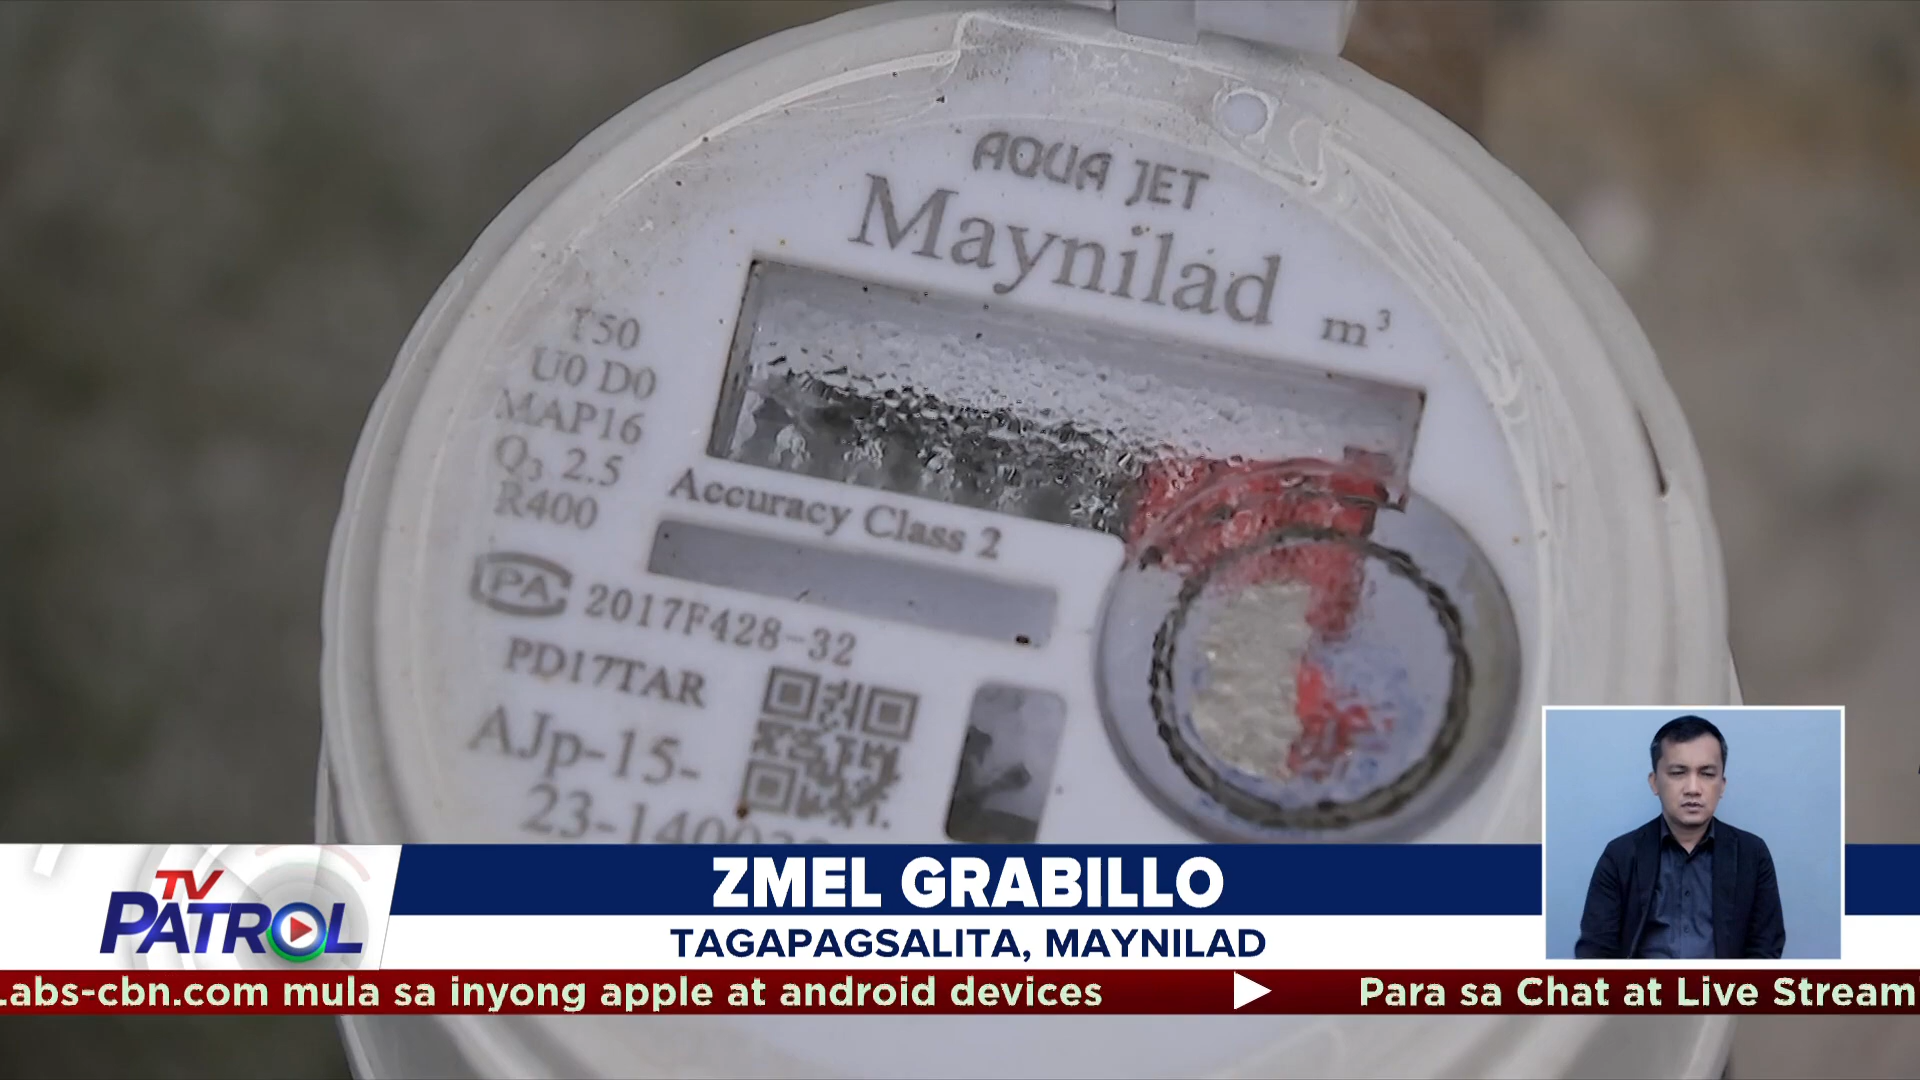 AQUA JET
Maynilad
m³
T50
U0 D0
MAP16
Q₃ 2.5
R400
Accuracy Class 2
PA 2017F428-32
PD17TAR
AJp-15-
TV
PATROL
ZMEL GRABILLO
TAGAPAGSALITA, MAYNILAD
.abs-cbn.com mula sa inyong apple at android devices
Para sa Chat at Live Stream